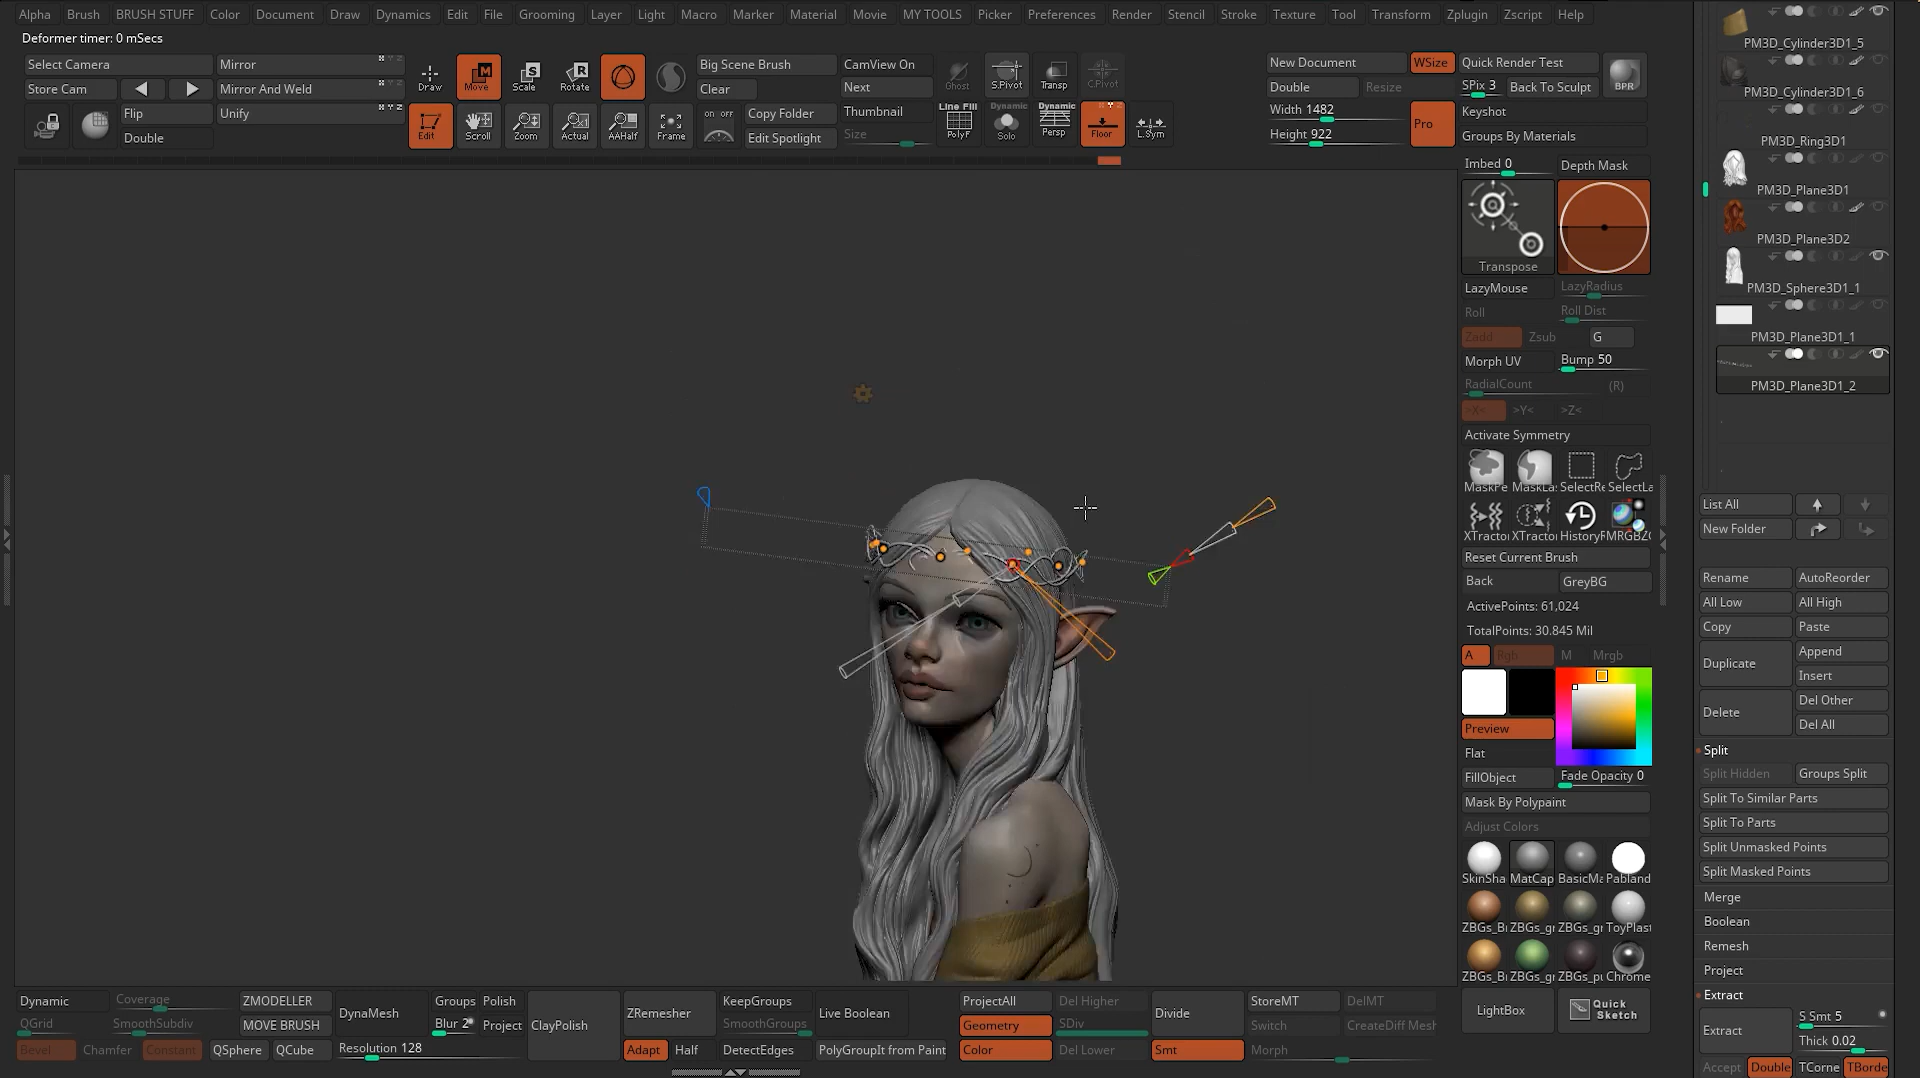 Alpha Brush BRUSH STUFF Color Document Draw Dynamics Edit File Grooming Layer Light Macro Marker Material Movie MY TOOLS Picker Preferences Render Stencil Stroke Texture Tool Transform Zplugin Zscript Help
Deformer timer: 0 mSecs
Select Camera Mirror
Store Cam Mirror And Weld
Flip Unify
Double
Draw Move Scale Rotate
Edit Scroll Zoom Actual AAHalf Frame
Big Scene Brush CamView On
Clear Next
ON OFF Copy Folder Thumbnail
Edit Spotlight Size
Ghost S.Pivot Transp C.Pivot
Line Fill PolyF Dynamic Solo Dynamic Persp Floor L.Sym
New Document WSize Quick Render Test
Double Resize SPix 3 Back To Sculpt BPR
Width 1482 Pro Keyshot
Height 922 Groups By Materials
Imbed 0 Depth Mask
Transpose
LazyMouse LazyRadius
Roll Roll Dist
Zadd Zsub G
Morph UV Bump 50
RadialCount (R)
>X< >Y< >Z<
Activate Symmetry
MaskPe MaskLa SelectRe SelectLa
XTractor XTractor HistoryR MRGBZG
Reset Current Brush
Back GreyBG
ActivePoints: 61,024
TotalPoints: 30.845 Mil
A Rgb M Mrgb
Preview
Flat
FillObject Fade Opacity 0
Mask By Polypaint
Adjust Colors
SkinSha MatCap BasicMa Pabland
ZBGs_Br ZBGs_gr ZBGs_gr ToyPlast
ZBGs_Br ZBGs_gr ZBGs_pu Chrome
LightBox Quick Sketch
PM3D_Cylinder3D1_5
PM3D_Cylinder3D1_6
PM3D_Ring3D1
PM3D_Plane3D1
PM3D_Plane3D2
PM3D_Sphere3D1_1
PM3D_Plane3D1_1
PM3D_Plane3D1_2
List All
New Folder
Rename AutoReorder
All Low All High
Copy Paste
Duplicate Append
Insert
Delete Del Other
Del All
Split
Split Hidden Groups Split
Split To Similar Parts
Split To Parts
Split Unmasked Points
Split Masked Points
Merge
Boolean
Remesh
Project
Extract
Extract S Smt 5
Thick 0.02
Accept Double TCorne TBorde
Dynamic Coverage ZMODELLER DynaMesh Groups Polish ClayPolish ZRemesher KeepGroups Live Boolean ProjectAll Del Higher Divide StoreMT DelMT
QGrid SmoothSubdiv MOVE BRUSH Blur 2 Project SmoothGroups Geometry SDiv Switch CreateDiff Mesh
Bevel Chamfer Constant QSphere QCube Resolution 128 Adapt Half DetectEdges PolyGroupIt from Paint Color Del Lower Smt Morph